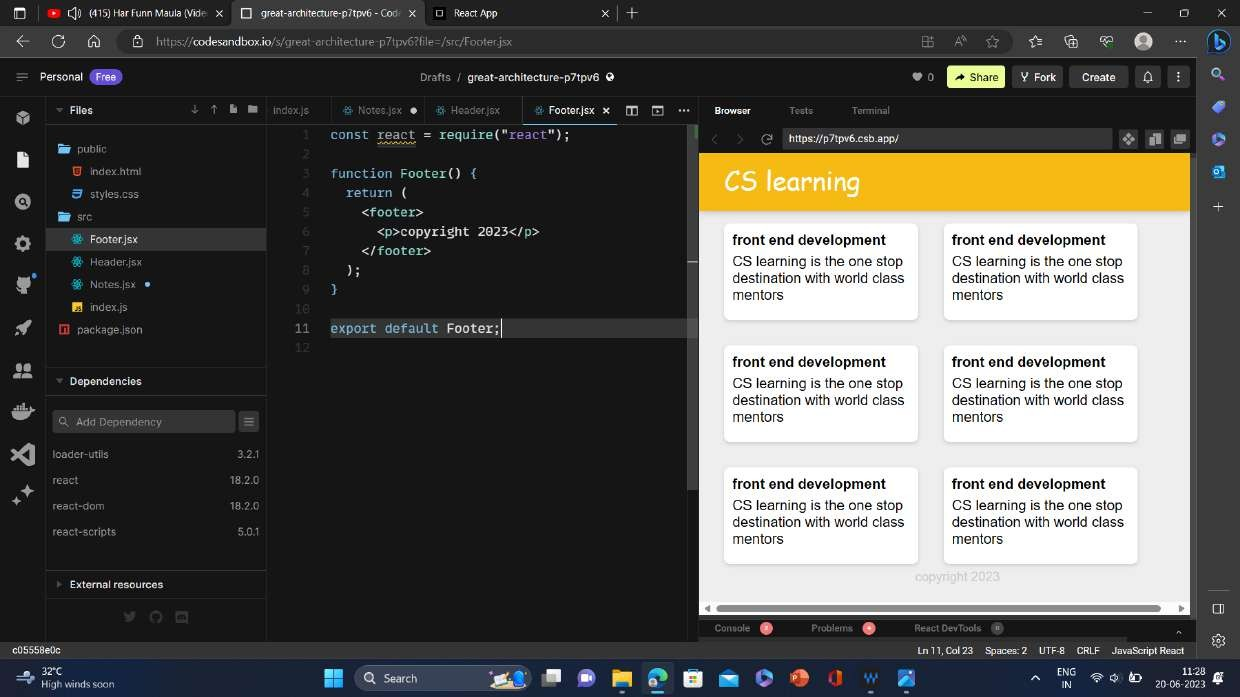 (415) Har Funn Maula (Vide
great-architecture-p7tpv6 - Code
React App
https://codesandbox.io/s/great-architecture-p7tpv6?file=/src/Footer.jsx
Personal Free
Drafts / great-architecture-p7tpv6
0
Share
Fork
Create
Files
public
index.html
styles.css
src
Footer.jsx
Header.jsx
Notes.jsx
index.js
package.json
Dependencies
Add Dependency
loader-utils 3.2.1
react 18.2.0
react-dom 18.2.0
react-scripts 5.0.1
External resources
index.js
Notes.jsx
Header.jsx
Footer.jsx
1 const react = require("react");
2
3 function Footer() {
4 return (
5 <footer>
6 <p>copyright 2023</p>
7 </footer>
8 );
9 }
10
11 export default Footer;
12
Browser Tests Terminal
https://p7tpv6.csb.app/
CS learning
front end development
CS learning is the one stop
destination with world class
mentors
front end development
CS learning is the one stop
destination with world class
mentors
front end development
CS learning is the one stop
destination with world class
mentors
front end development
CS learning is the one stop
destination with world class
mentors
front end development
CS learning is the one stop
destination with world class
mentors
front end development
CS learning is the one stop
destination with world class
mentors
copyright 2023
Console
Problems
React DevTools 0
c05558e0c
Ln 11, Col 23 Spaces: 2 UTF-8 CRLF JavaScript React
32°C
High winds soon
Search
ENG
IN
11:28
20-06-2023